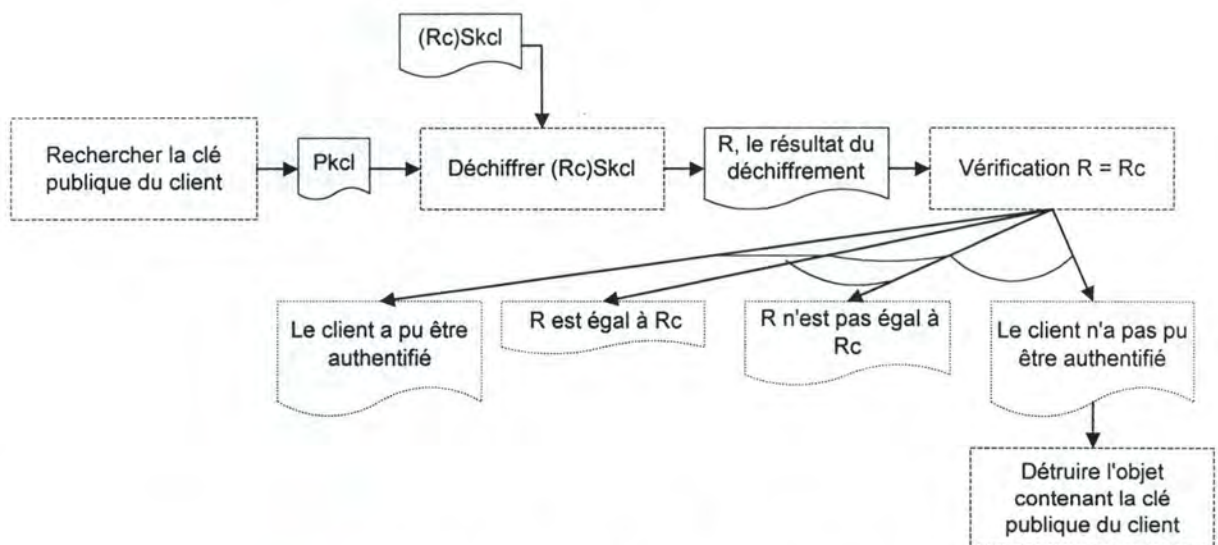 (Rc)Skcl
Rechercher la clé
publique du client
Pkcl
Déchiffrer (Rc)Skcl
R, le résultat du
déchiffrement
Vérification R = Rc
Le client a pu être
authentifié
R est égal à Rc
R n'est pas égal à
Rc
Le client n'a pas pu
être authentifié
Détruire l'objet
contenant la clé
publique du client